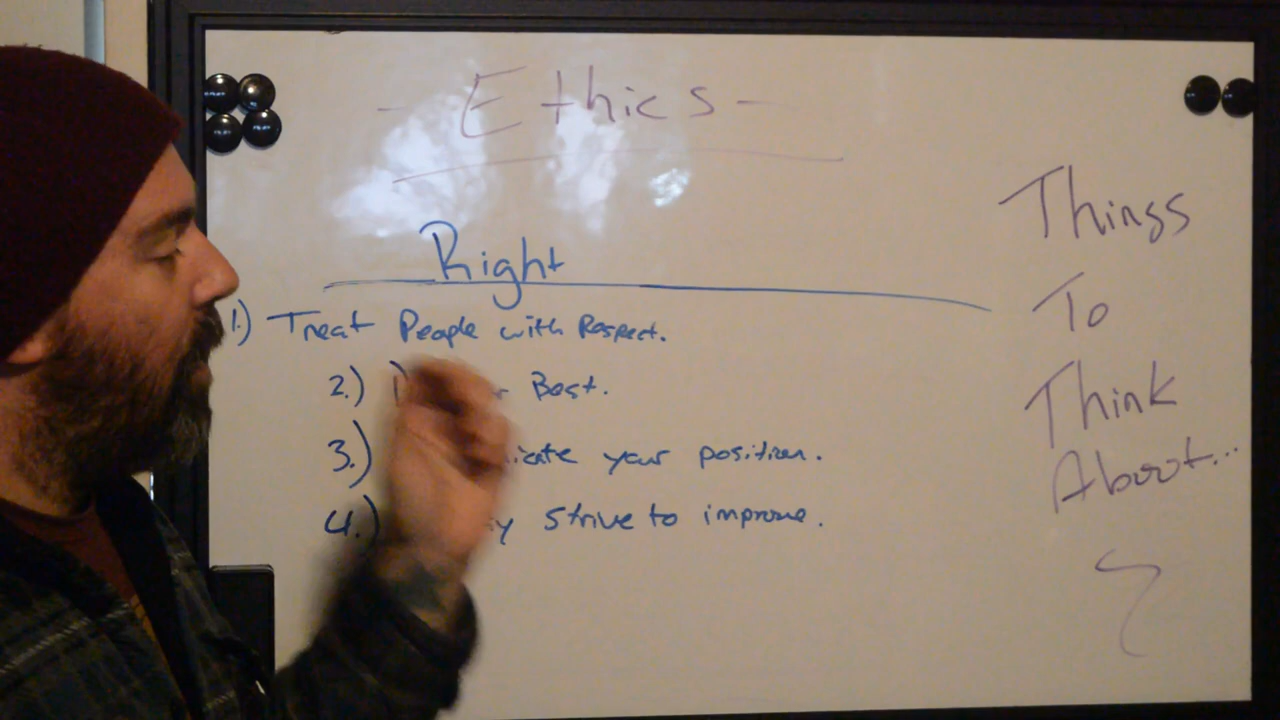 - Ethics -
Right
1.) Treat People with Respect.
2.) Best.
3.) your position.
4.) strive to improve.
Things
To
Think
About...